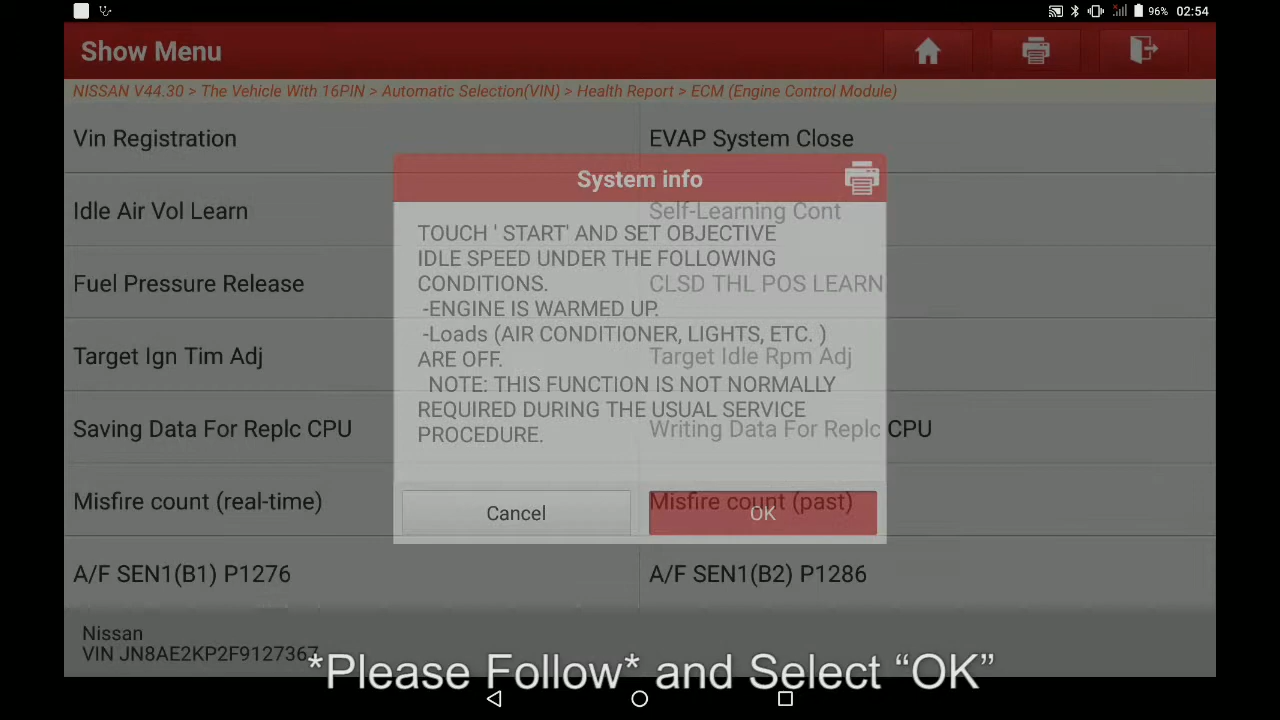 96% 02:54
Show Menu
NISSAN V44.30 > The Vehicle With 16PIN > Automatic Selection(VIN) > Health Report > ECM (Engine Control Module)
Vin Registration
EVAP System Close
System info
Idle Air Vol Learn
Self-Learning Cont
TOUCH ' START' AND SET OBJECTIVE
IDLE SPEED UNDER THE FOLLOWING
CONDITIONS.
-ENGINE IS WARMED UP.
-Loads (AIR CONDITIONER, LIGHTS, ETC. )
ARE OFF.
NOTE: THIS FUNCTION IS NOT NORMALLY
REQUIRED DURING THE USUAL SERVICE
PROCEDURE.
Fuel Pressure Release
CLSD THL POS LEARN
Target Ign Tim Adj
Target Idle Rpm Adj
Saving Data For Replc CPU
Writing Data For Replc CPU
Misfire count (real-time)
Misfire count (past)
Cancel
OK
A/F SEN1(B1) P1276
A/F SEN1(B2) P1286
Nissan
VIN JN8AE2KP2F9127367
*Please Follow* and Select “OK”